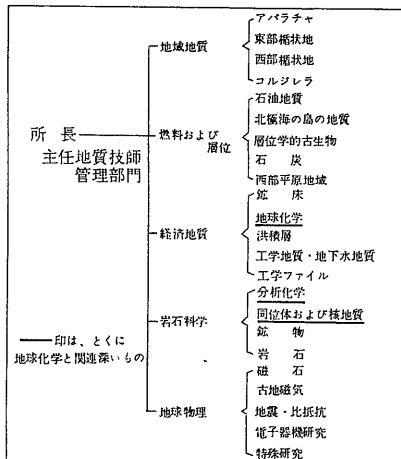 所長
主任地質技師
管理部門
地域地質
アパラチャ
東部楯状地
西部楯状地
コルジレラ
燃料および
層位
石油地質
北極海の島の地質
層位学的古生物
石炭
西部平原地域
経済地質
鉱床
地球化学
洪積層
工学地質・地下水地質
工学ファイル
岩石科学
分析化学
同位体および核地質
鉱物
岩石
地球物理
磁石
古地磁気
地震・比抵抗
電子器機研究
特殊研究
印は、とくに
地球化学と関連深いもの